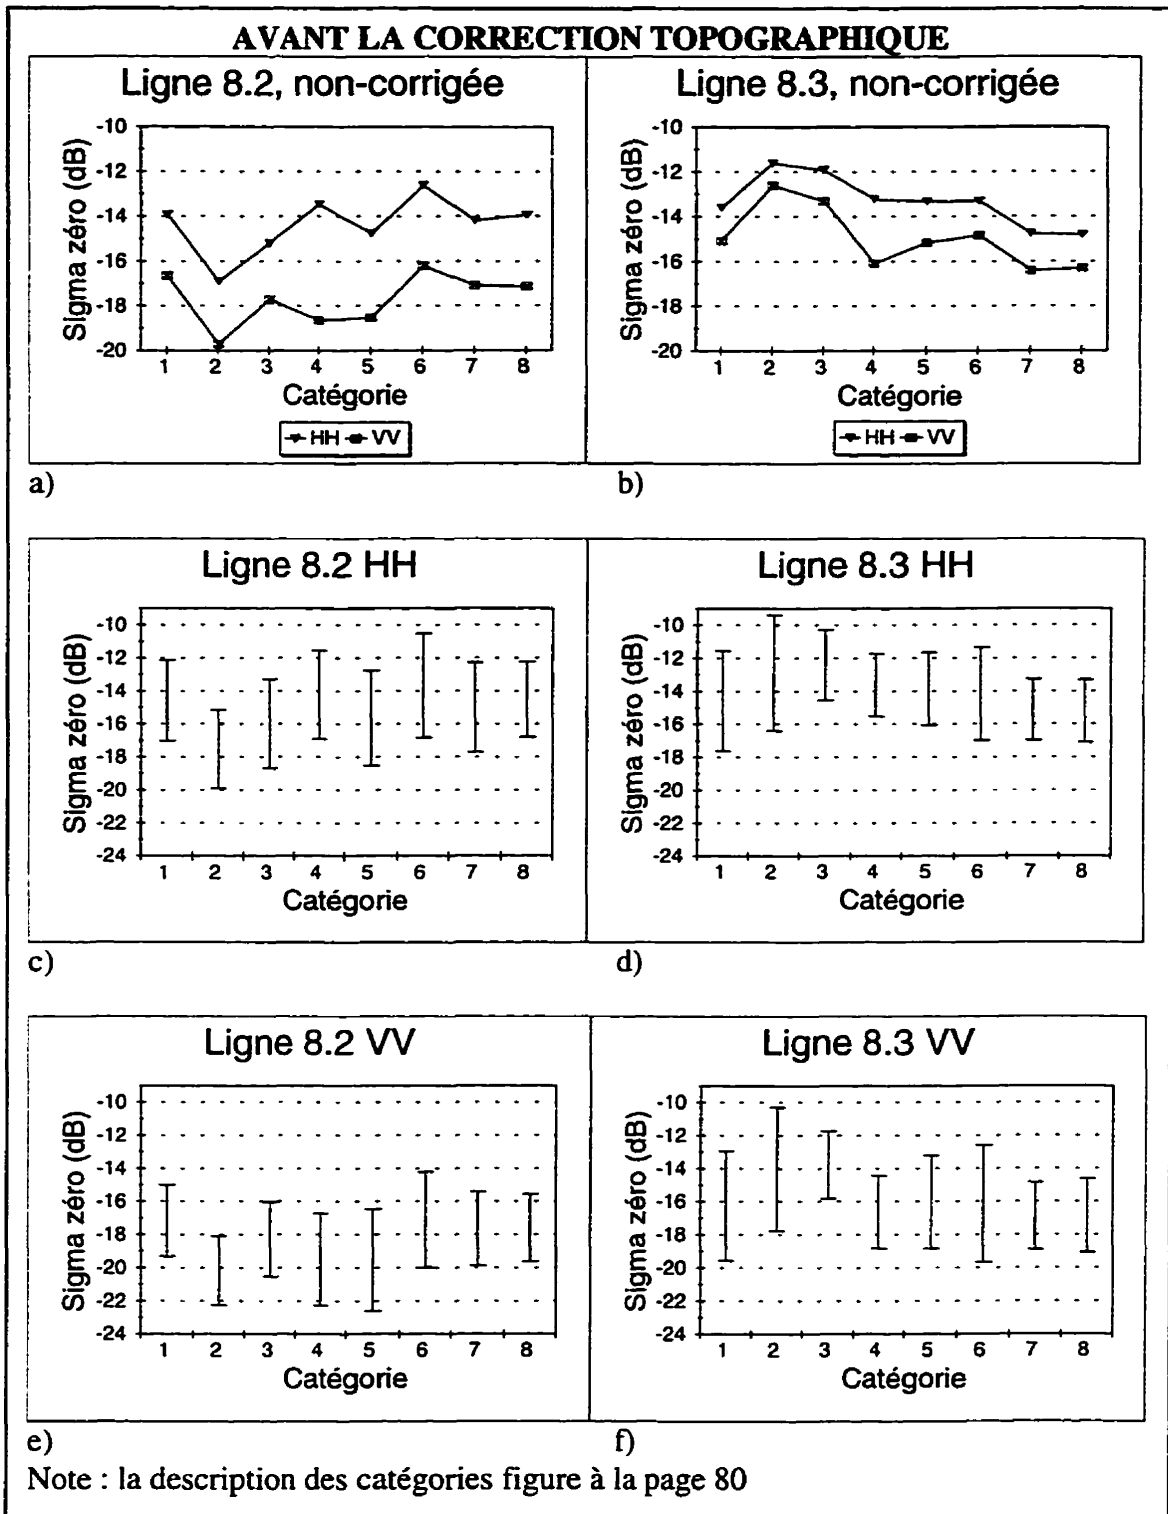 AVANT LA CORRECTION TOPOGRAPHIQUE
Ligne 8.2, non-corrigée
Sigma zéro (dB)
-10
-12
-14
-16
-18
-20
1 2 3 4 5 6 7 8
Catégorie
HH VV
a)
Ligne 8.3, non-corrigée
Sigma zéro (dB)
-10
-12
-14
-16
-18
-20
1 2 3 4 5 6 7 8
Catégorie
HH VV
b)
Ligne 8.2 HH
Sigma zéro (dB)
-10
-12
-14
-16
-18
-20
-22
-24
1 2 3 4 5 6 7 8
Catégorie
c)
Ligne 8.3 HH
Sigma zéro (dB)
-10
-12
-14
-16
-18
-20
-22
-24
1 2 3 4 5 6 7 8
Catégorie
d)
Ligne 8.2 VV
Sigma zéro (dB)
-10
-12
-14
-16
-18
-20
-22
-24
1 2 3 4 5 6 7 8
Catégorie
e)
Ligne 8.3 VV
Sigma zéro (dB)
-10
-12
-14
-16
-18
-20
-22
-24
1 2 3 4 5 6 7 8
Catégorie
f)
Note : la description des catégories figure à la page 80